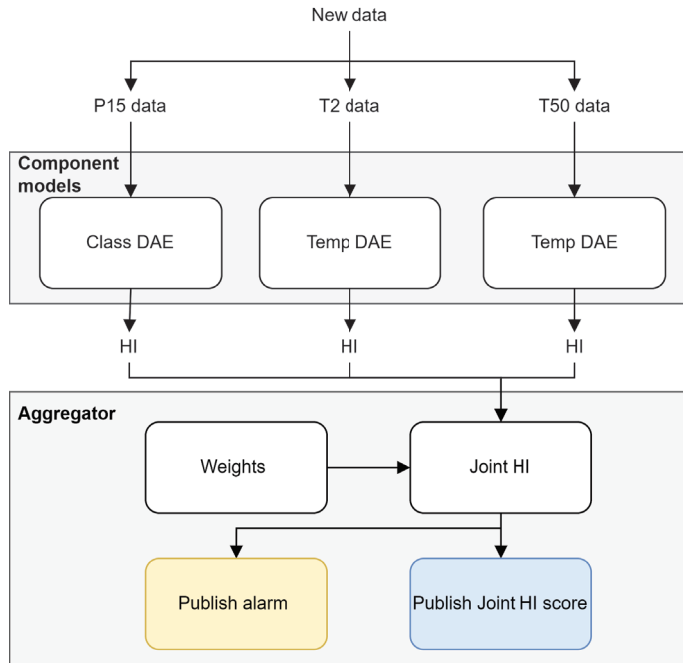 New data
P15 data
T2 data
T50 data
Component
models
Class DAE
Temp DAE
Temp DAE
HI
HI
HI
Aggregator
Weights
Joint HI
Publish alarm
Publish Joint HI score